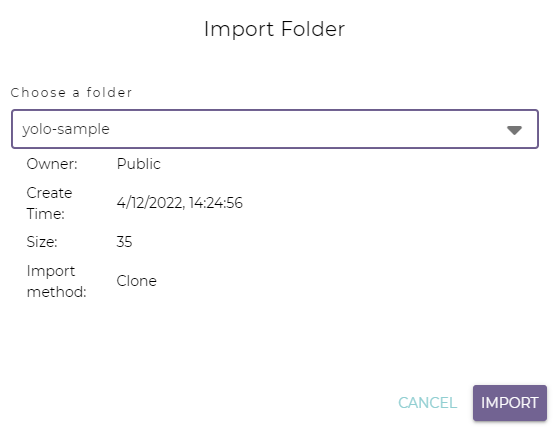 Import Folder
Choose a folder
yolo-sample
Owner: Public
Create
Time: 4/12/2022, 14:24:56
Size: 35
Import
method: Clone
CANCEL IMPORT